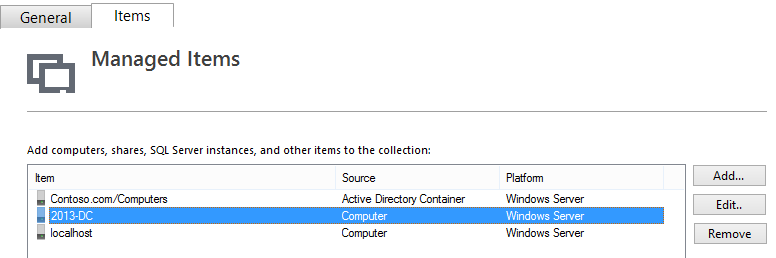 General Items
Managed Items
Add computers, shares, SQL Server instances, and other items to the collection:
Item Source Platform Add...
Contoso.com/Computers Active Directory Container Windows Server
Edit..
2013-DC Computer Windows Server
localhost Computer Windows Server Remove